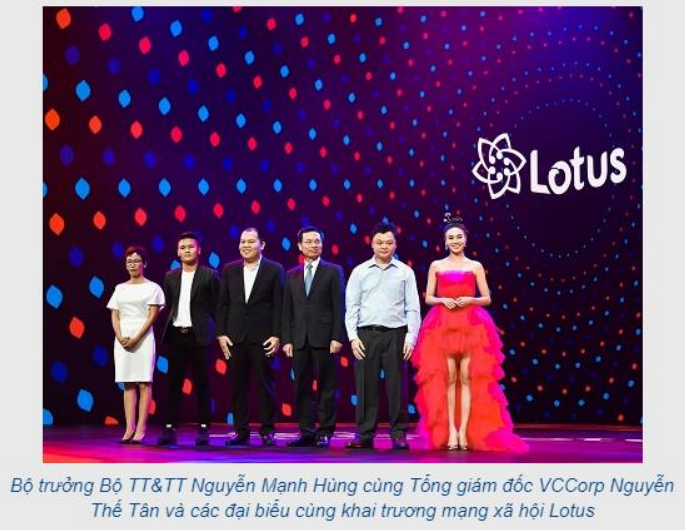 Lotus
Bộ trưởng Bộ TT&TT Nguyễn Mạnh Hùng cùng Tổng giám đốc VCCorp Nguyễn
Thế Tân và các đại biểu cùng khai trương mạng xã hội Lotus